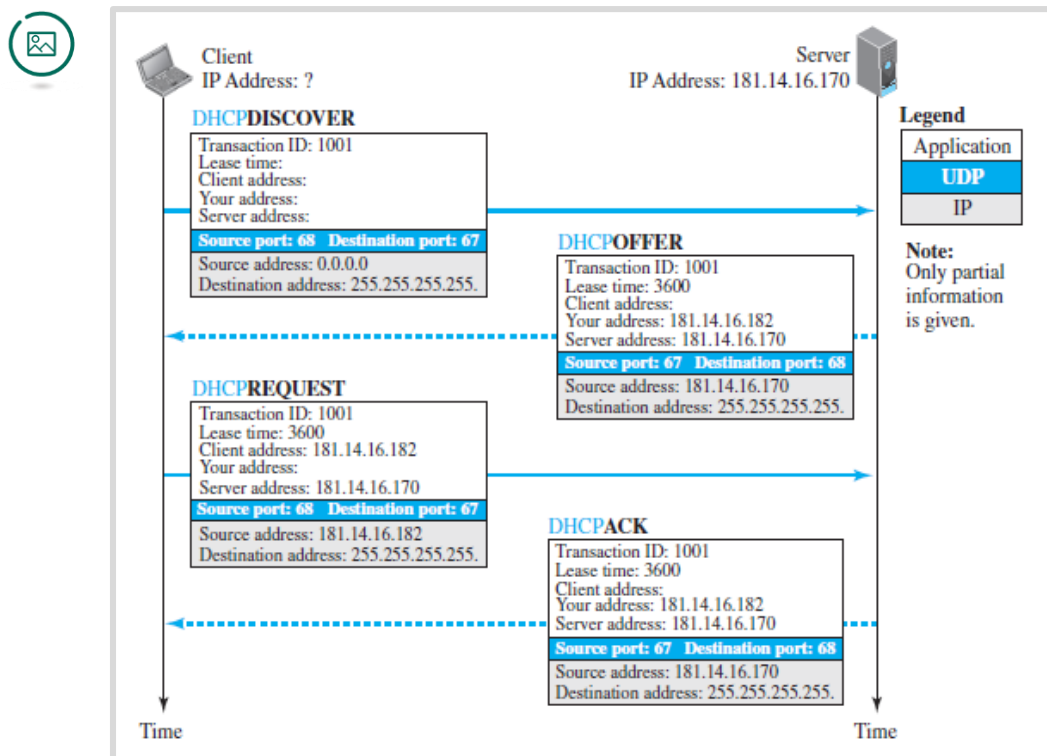 Client
IP Address: ?
Server
IP Address: 181.14.16.170
DHCPDISCOVER
Transaction ID: 1001
Lease time:
Client address:
Your address:
Server address:
Source port: 68 Destination port: 67
Source address: 0.0.0.0
Destination address: 255.255.255.255.
Legend
Application
UDP
IP
Note:
Only partial
information
is given.
DHCPOFFER
Transaction ID: 1001
Lease time: 3600
Client address:
Your address: 181.14.16.182
Server address: 181.14.16.170
Source port: 67 Destination port: 68
Source address: 181.14.16.170
Destination address: 255.255.255.255.
DHCPREQUEST
Transaction ID: 1001
Lease time: 3600
Client address: 181.14.16.182
Your address:
Server address: 181.14.16.170
Source port: 68 Destination port: 67
Source address: 181.14.16.182
Destination address: 255.255.255.255.
DHCPACK
Transaction ID: 1001
Lease time: 3600
Client address:
Your address: 181.14.16.182
Server address: 181.14.16.170
Source port: 67 Destination port: 68
Source address: 181.14.16.170
Destination address: 255.255.255.255.
Time
Time